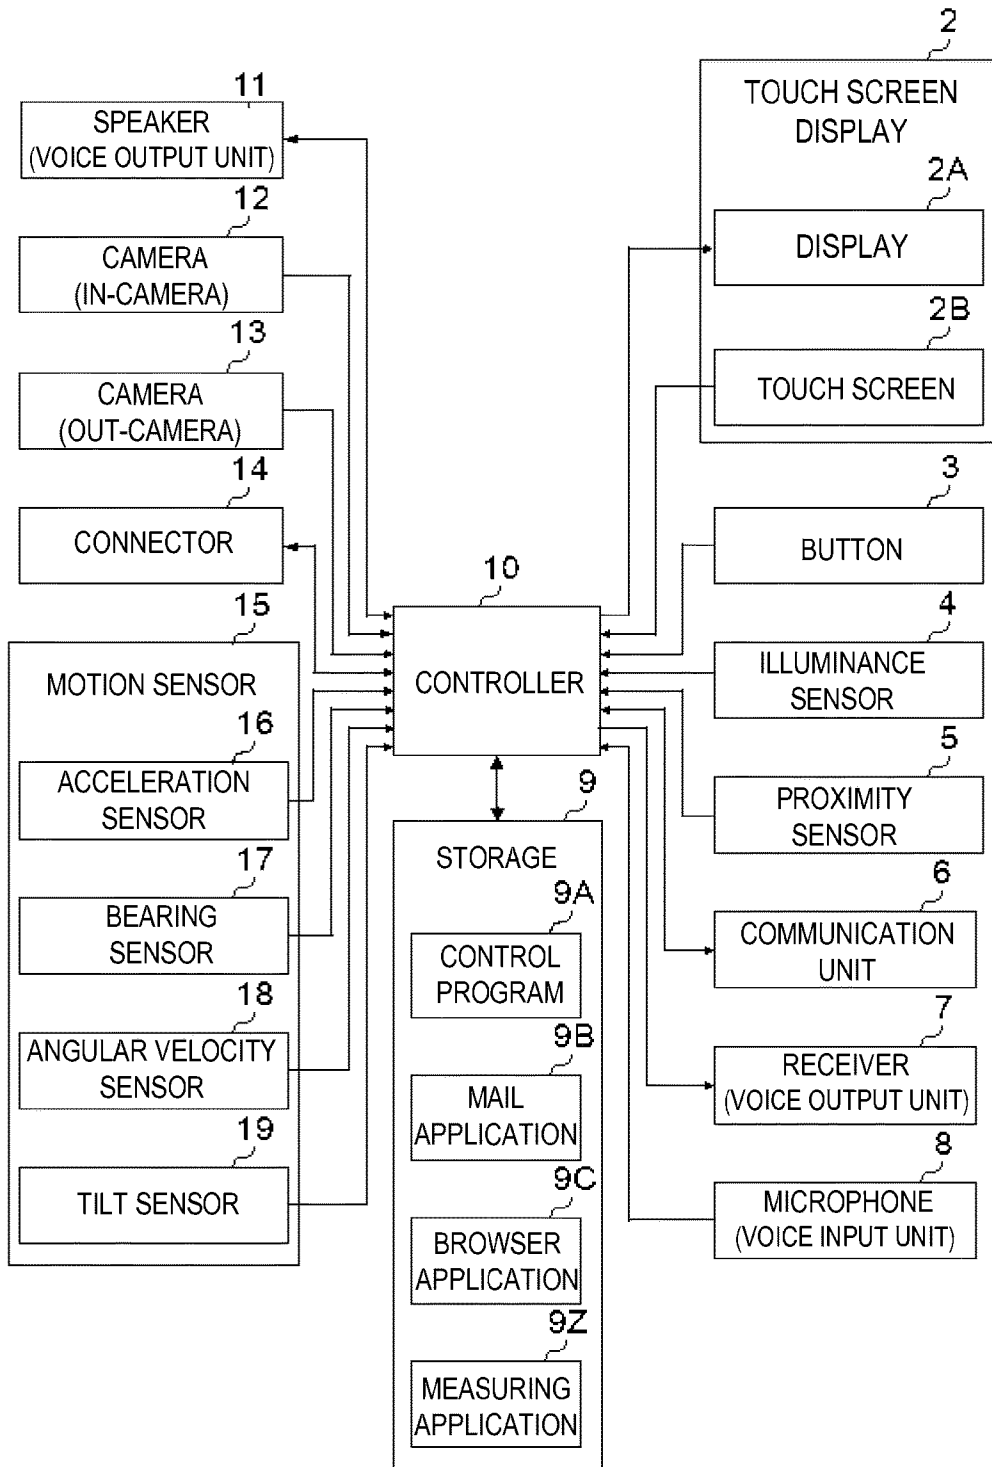 11
SPEAKER
(VOICE OUTPUT UNIT)
12
CAMERA
(IN-CAMERA)
13
CAMERA
(OUT-CAMERA)
14
CONNECTOR
15
MOTION SENSOR
16
ACCELERATION
SENSOR
17
BEARING
SENSOR
18
ANGULAR VELOCITY
SENSOR
19
TILT SENSOR
10
CONTROLLER
9
STORAGE
9A
CONTROL
PROGRAM
9B
MAIL
APPLICATION
9C
BROWSER
APPLICATION
9Z
MEASURING
APPLICATION
2
TOUCH SCREEN
DISPLAY
2A
DISPLAY
2B
TOUCH SCREEN
3
BUTTON
4
ILLUMINANCE
SENSOR
5
PROXIMITY
SENSOR
6
COMMUNICATION
UNIT
7
RECEIVER
(VOICE OUTPUT UNIT)
8
MICROPHONE
(VOICE INPUT UNIT)